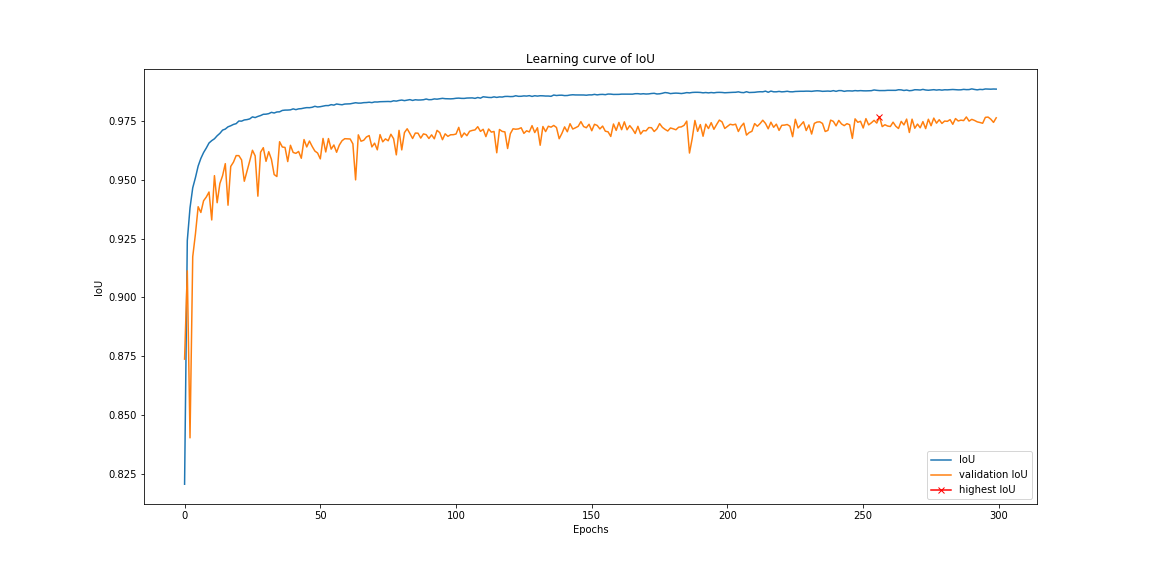 Learning curve of IoU
IoU
0.975
0.950
0.925
0.900
0.875
0.850
0.825
0
50
100
150
200
250
300
Epochs
IoU
validation IoU
highest IoU